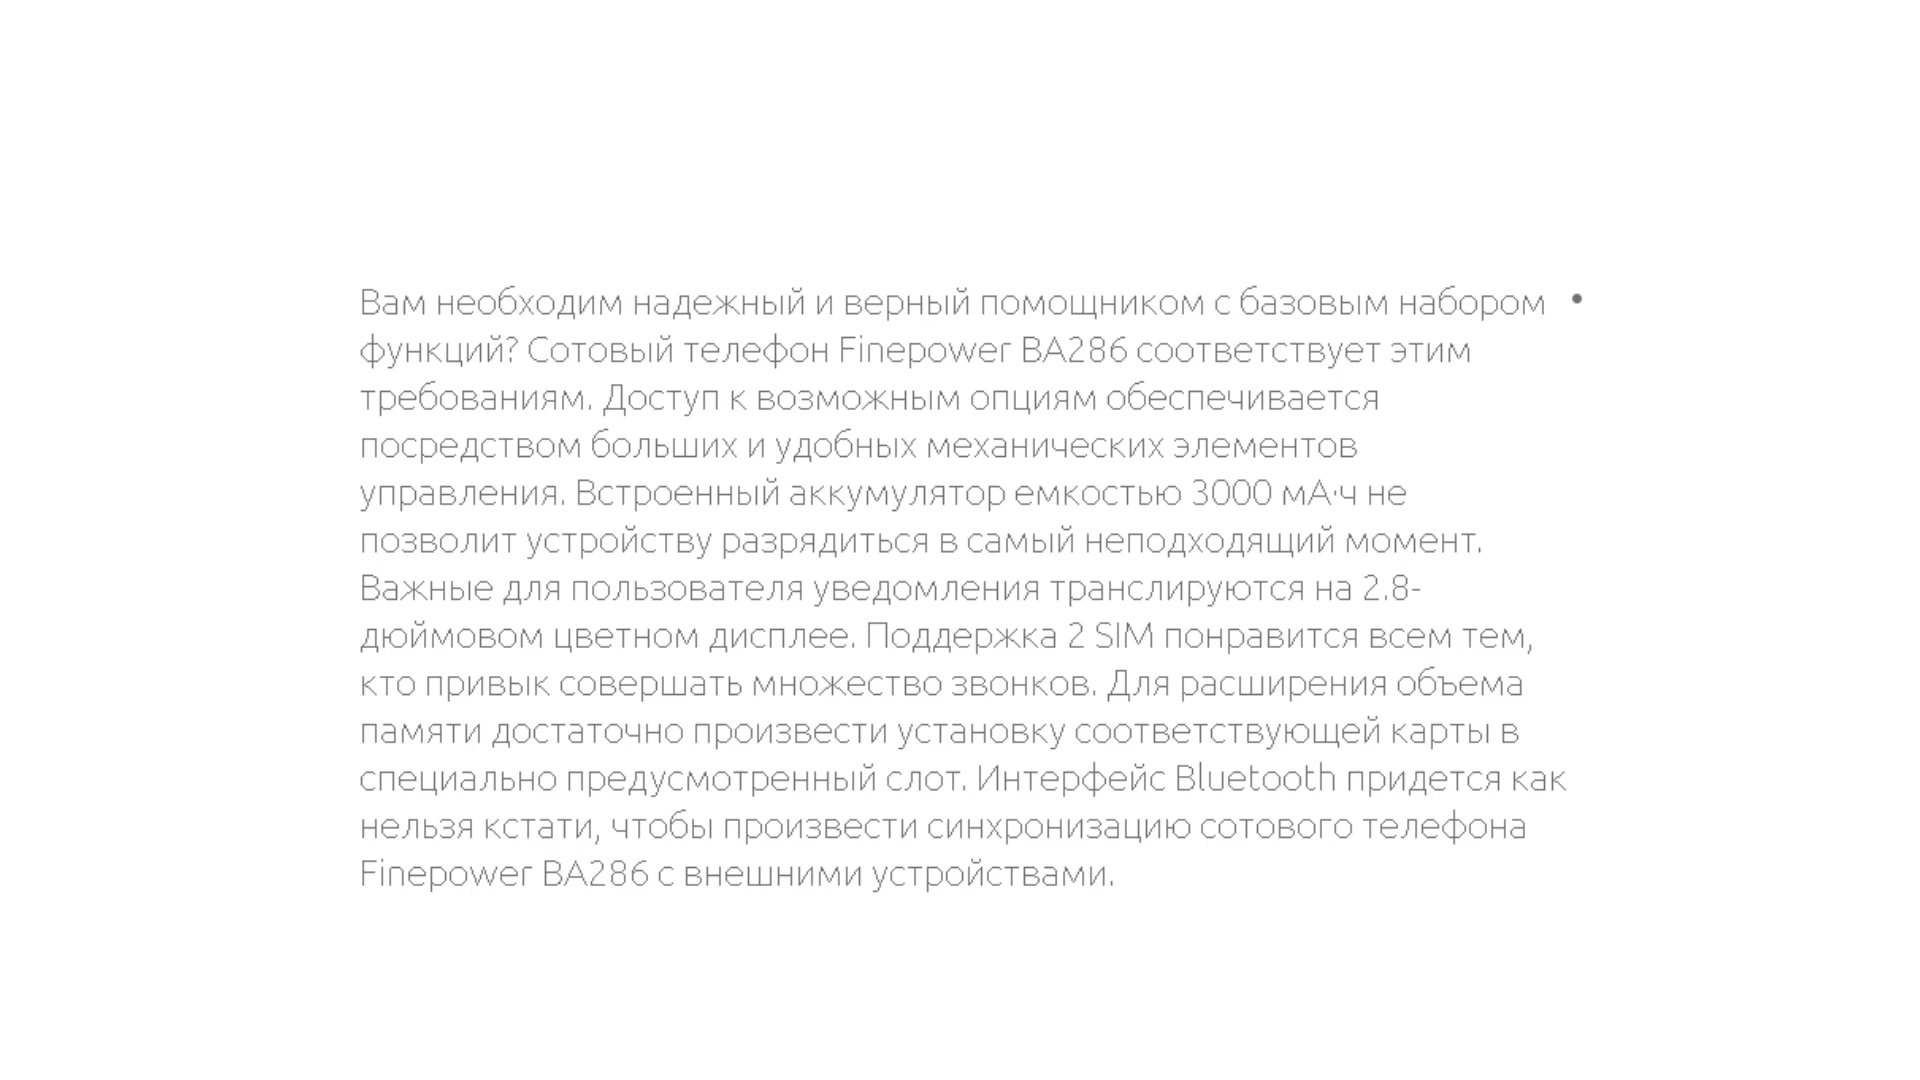 Вам необходим надежный и верный помощником с базовым набором •
функций? Сотовый телефон Finepower BA286 соответствует этим
требованиям. Доступ к возможным опциям обеспечивается
посредством больших и удобных механических элементов
управления. Встроенный аккумулятор емкостью 3000 мА·ч не
позволит устройству разрядиться в самый неподходящий момент.
Важные для пользователя уведомления транслируются на 2.8-
дюймовом цветном дисплее. Поддержка 2 SIM понравится всем тем,
кто привык совершать множество звонков. Для расширения объема
памяти достаточно произвести установку соответствующей карты в
специально предусмотренный слот. Интерфейс Bluetooth придется как
нельзя кстати, чтобы произвести синхронизацию сотового телефона
Finepower BA286 с внешними устройствами.